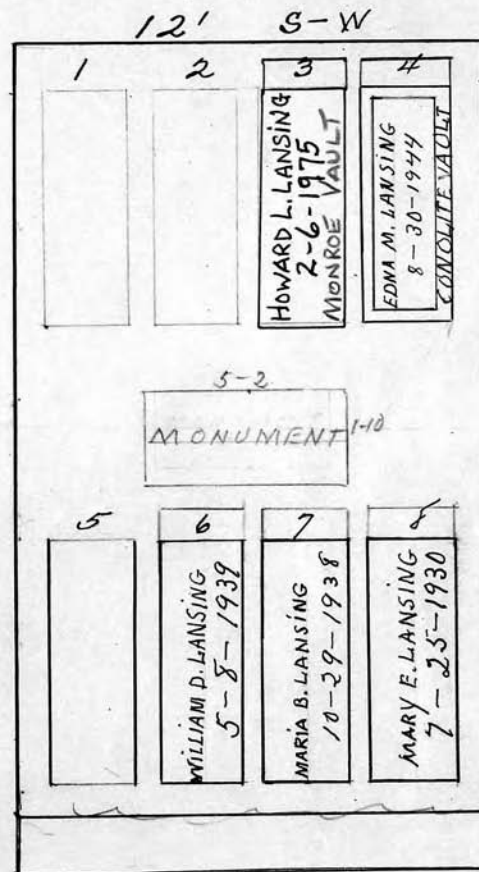 12' S-W
1 2 3 4
HOWARD L. LANSING
2-6-1975
MONROE VAULT
EDNA M. LANSING
8-30-1944
CONOLITE VAULT
5-2
MONUMENT 1-10
5 6 7 8
WILLIAM D. LANSING
5-8-1939
MARIA B. LANSING
10-29-1938
MARY E. LANSING
7-25-1930